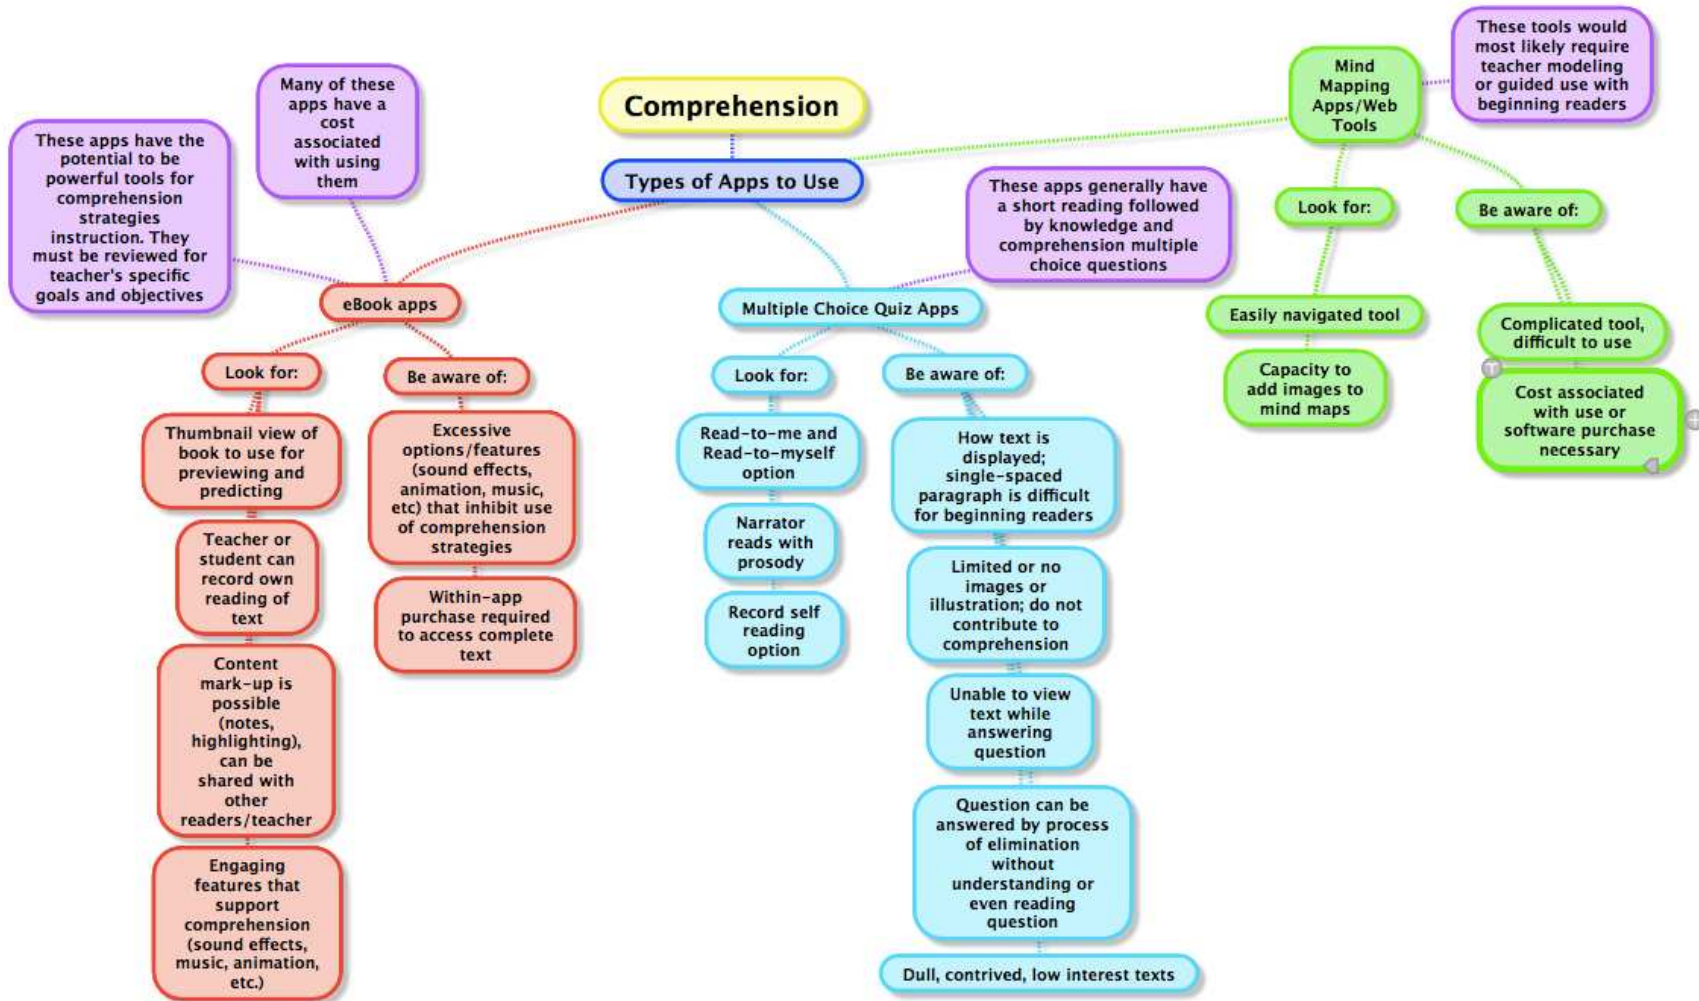 Comprehension
Types of Apps to Use
These apps have the
potential to be
powerful tools for
comprehension
strategies
instruction. They
must be reviewed for
teacher's specific
goals and objectives
Many of these
apps have a
cost
associated
with using
them
eBook apps
Look for:
Thumbnail view of
book to use for
previewing and
predicting
Teacher or
student can
record own
reading of
text
Content
mark-up is
possible
(notes,
highlighting),
can be
shared with
other
readers/teacher
Engaging
features that
support
comprehension
(sound effects,
music, animation,
etc.)
Be aware of:
Excessive
options/features
(sound effects,
animation, music,
etc) that inhibit use
of comprehension
strategies
Within-app
purchase required
to access complete
text
These apps generally have
a short reading followed
by knowledge and
comprehension multiple
choice questions
Multiple Choice Quiz Apps
Look for:
Read-to-me and
Read-to-myself
option
Narrator
reads with
prosody
Record self
reading
option
Be aware of:
How text is
displayed;
single-spaced
paragraph is difficult
for beginning readers
Limited or no
images or
illustration; do not
contribute to
comprehension
Unable to view
text while
answering
question
Question can be
answered by process
of elimination
without
understanding or
even reading
question
Dull, contrived, low interest texts
Mind
Mapping
Apps/Web
Tools
These tools would
most likely require
teacher modeling
or guided use with
beginning readers
Look for:
Easily navigated tool
Capacity to
add images to
mind maps
Be aware of:
Complicated tool,
difficult to use
Cost associated
with use or
software purchase
necessary